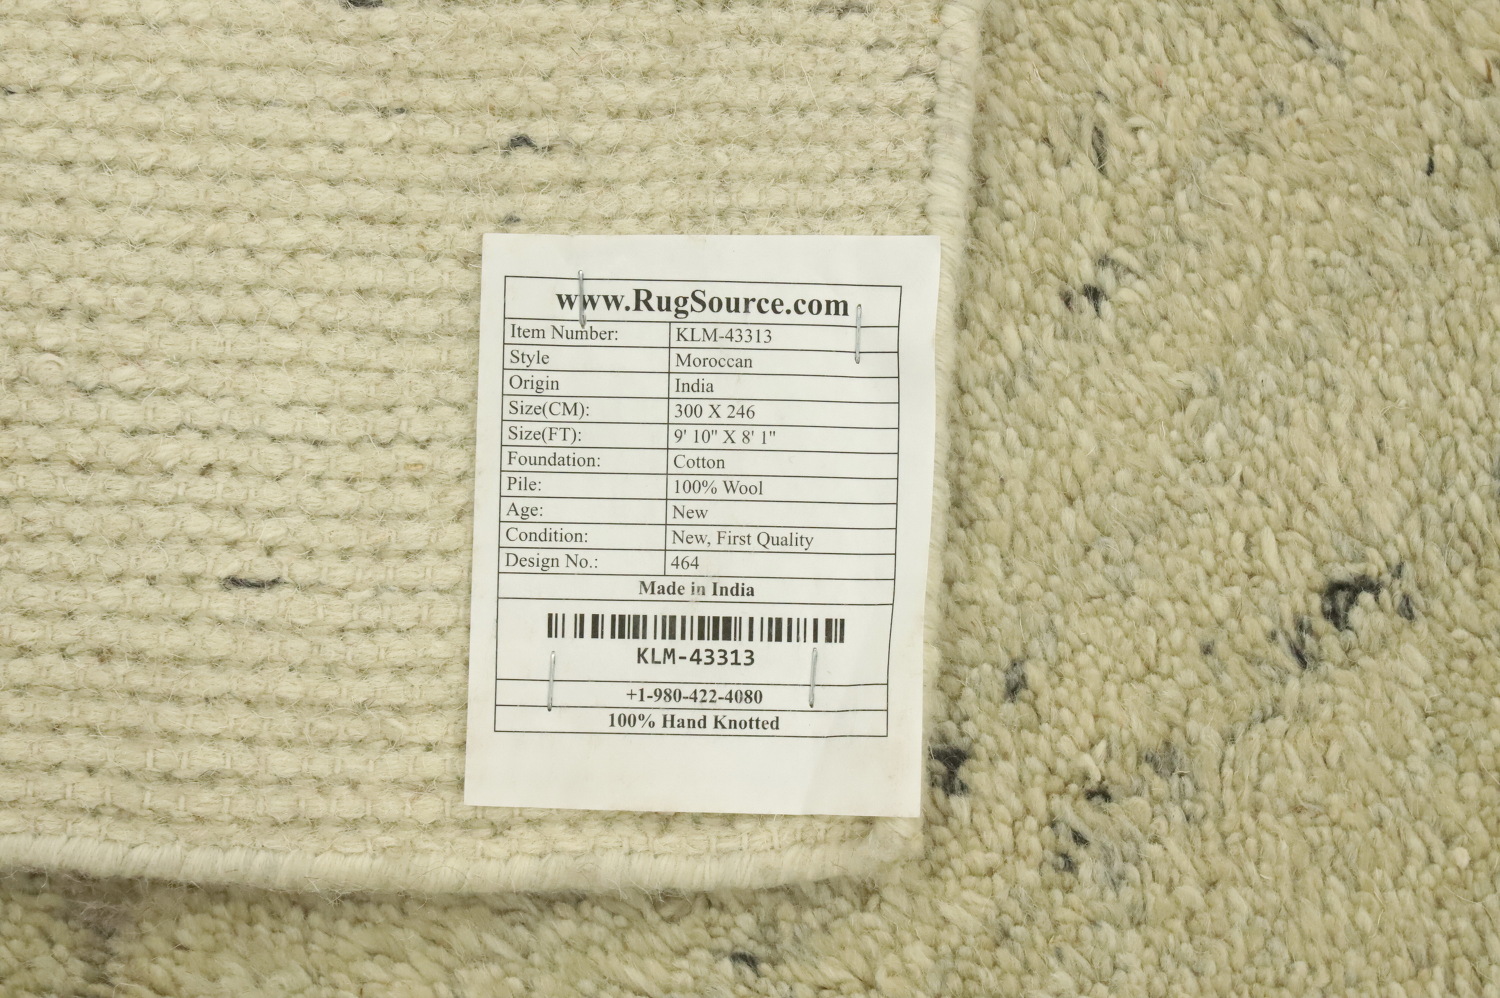 www.RugSource.com
Item Number: KLM-43313
Style Moroccan
Origin India
Size(CM): 300 X 246
Size(FT): 9' 10" X 8' 1"
Foundation: Cotton
Pile: 100% Wool
Age: New
Condition: New, First Quality
Design No.: 464
Made in India
KLM-43313
+1-980-422-4080
100% Hand Knotted